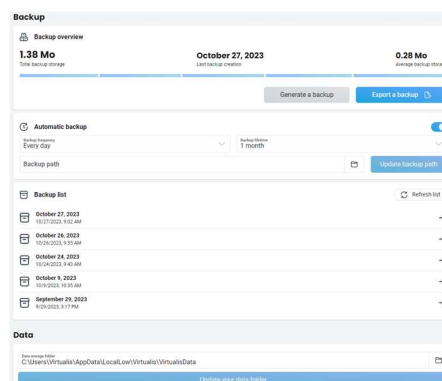 Backup
Backup overview
1.38 Mo
Total backup storage
October 27, 2023
Last backup creation
0.28 Mo
Average backup stora
Generate a backup
Export a backup
Automatic backup
Backup frequency
Every day
Backup lifetime
1 month
Backup path
Update backup path
Backup list
Refresh list
October 27, 2023
10/27/2023, 9:02 AM
October 26, 2023
10/26/2023, 9:55 AM
October 24, 2023
10/24/2023, 9:43 AM
October 9, 2023
10/9/2023, 10:35 AM
September 29, 2023
9/29/2023, 3:17 PM
Data
Data storage folder
C:\Users\Virtualis\AppData\LocalLow\Virtualis\VirtualisData
Update your data folder